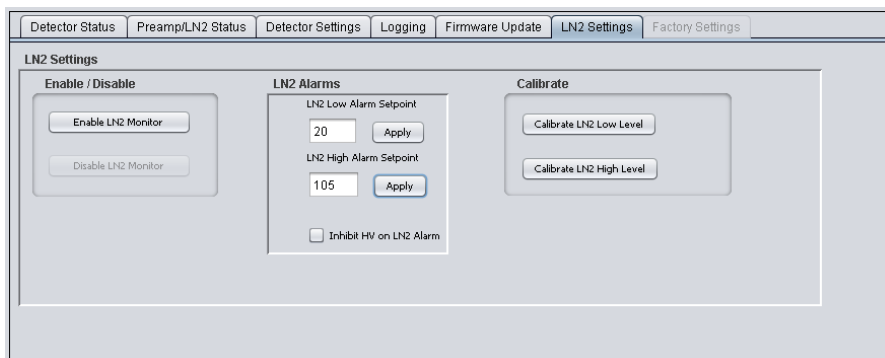 Detector Status Preamp/LN2 Status Detector Settings Logging Firmware Update LN2 Settings Factory Settings
LN2 Settings
Enable / Disable
Enable LN2 Monitor
Disable LN2 Monitor
LN2 Alarms
LN2 Low Alarm Setpoint
20 Apply
LN2 High Alarm Setpoint
105 Apply
Inhibit HV on LN2 Alarm
Calibrate
Calibrate LN2 Low Level
Calibrate LN2 High Level